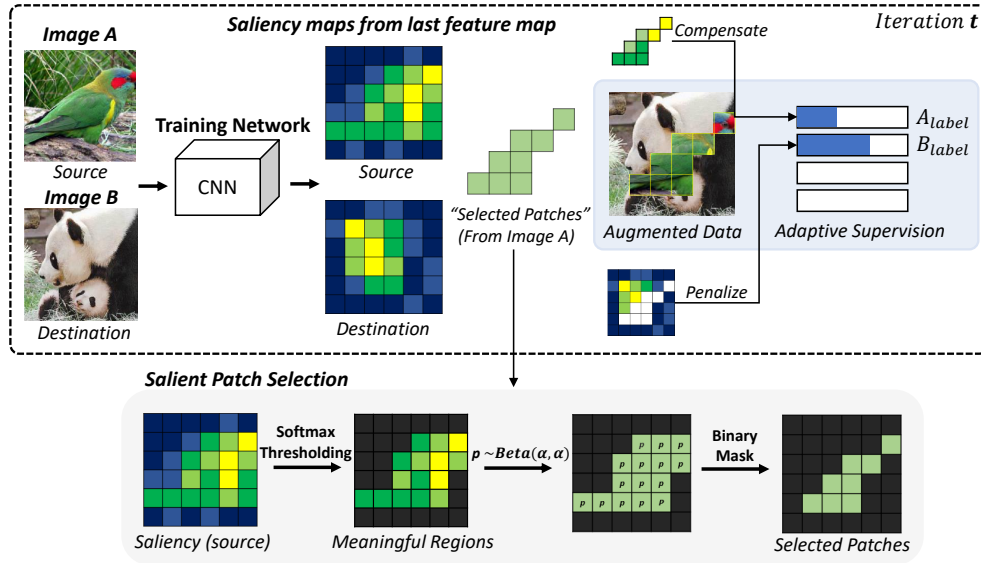 Saliency maps from last feature map
Iteration t
Image A
Source
Training Network
CNN
Image B
Destination
Source
Destination
"Selected Patches"
(From Image A)
Compensate
A_label
B_label
Augmented Data
Adaptive Supervision
Penalize
Salient Patch Selection
Softmax
Thresholding
p ~Beta(α, α)
p p p
p p p p
p p p
p p p p p
Binary
Mask
Saliency (source)
Meaningful Regions
Selected Patches